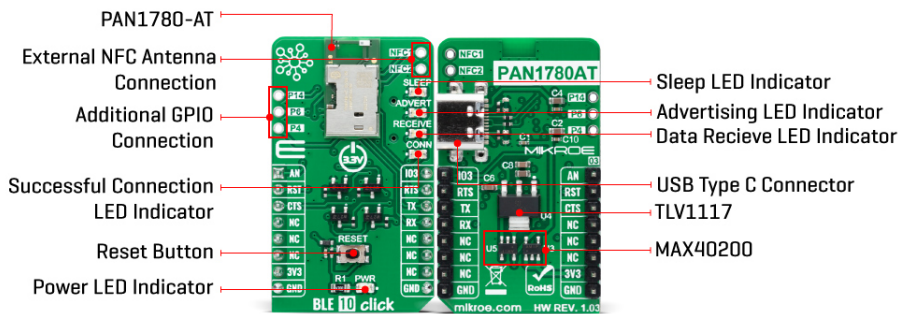 PAN1780-AT
External NFC Antenna
Connection
Additional GPIO
Connection
Successful Connection
LED Indicator
Reset Button
Power LED Indicator
NFC1
NFC2
SLEEP
ADVERT
RECEIVE
CONN
P14
P6
P4
3.3V
AN
RST
CTS
NC
NC
NC
3V3
GND
IO3
RTS
TX
RX
NC
NC
NC
GND
RESET
R1
PWR
BLE 10 click
NFC1
NFC2
PAN1780AT
C4
P14
P6
C2
P4
C1
C10
MIKROE
03
C8
C6
IO3
RTS
TX
RX
NC
NC
NC
GND
U4
U5
U3
AN
RST
CTS
NC
NC
NC
3V3
GND
RoHS
mikroe.com
HW REV. 1.03
Sleep LED Indicator
Advertising LED Indicator
Data Recieve LED Indicator
USB Type C Connector
TLV1117
MAX40200